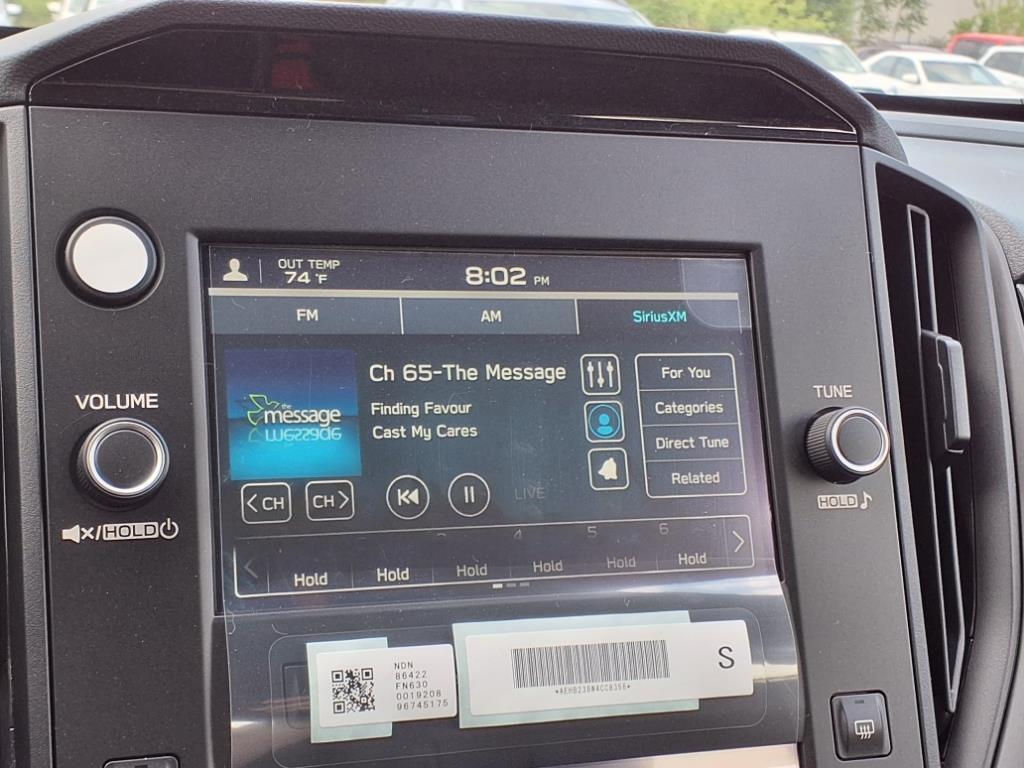 OUT TEMP
74 °F
8:02 PM
FM AM SiriusXM
Ch 65-The Message
Finding Favour
Cast My Cares
the
message
For You
Categories
Direct Tune
Related
< CH CH > LIVE
4 5 6
Hold Hold Hold Hold Hold Hold
VOLUME
/HOLD
TUNE
HOLD
NDN
86422
FN630
0019208
96745175
S